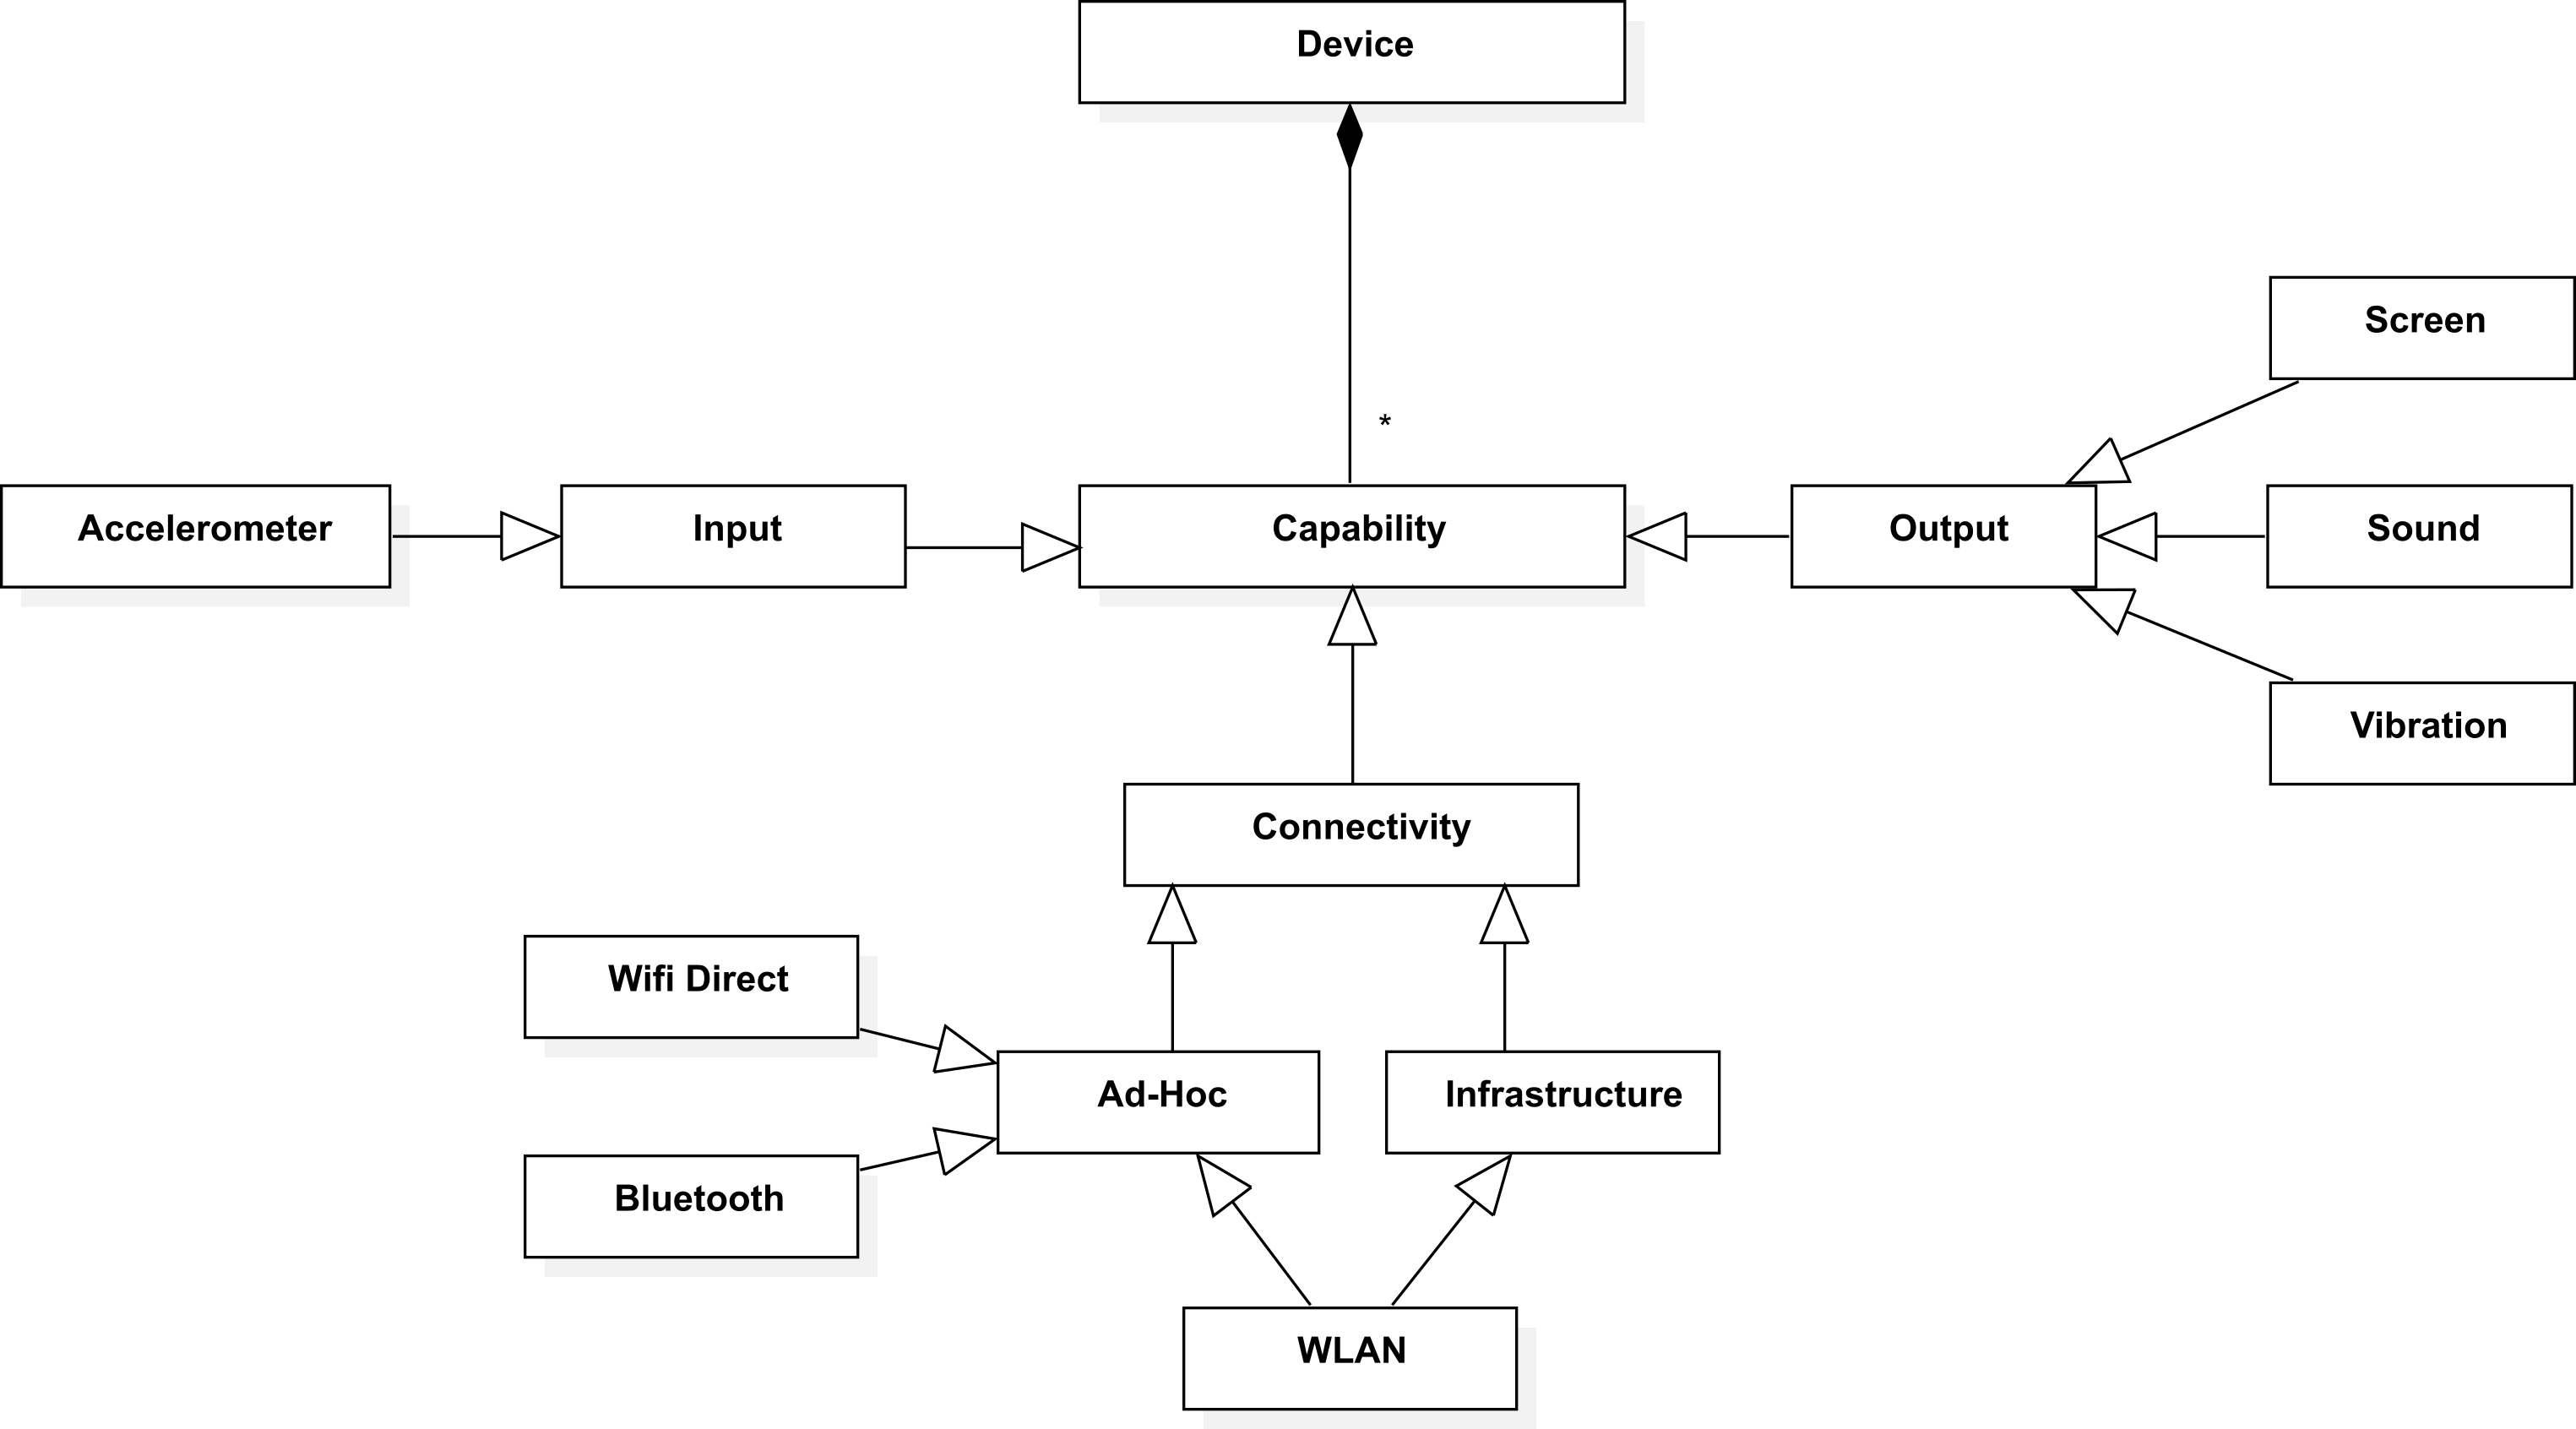 Device
Screen
*
Accelerometer
Input
Capability
Output
Sound
Vibration
Connectivity
Wifi Direct
Ad-Hoc
Infrastructure
Bluetooth
WLAN